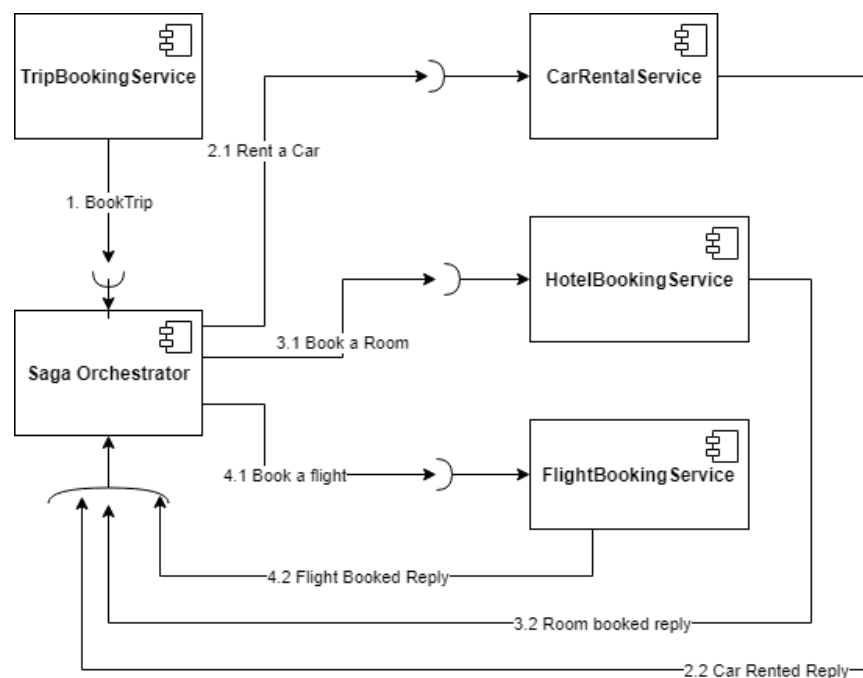 TripBookingService
CarRentalService
2.1 Rent a Car
1. BookTrip
HotelBookingService
3.1 Book a Room
Saga Orchestrator
4.1 Book a flight
FlightBookingService
4.2 Flight Booked Reply
3.2 Room booked reply
2.2 Car Rented Reply